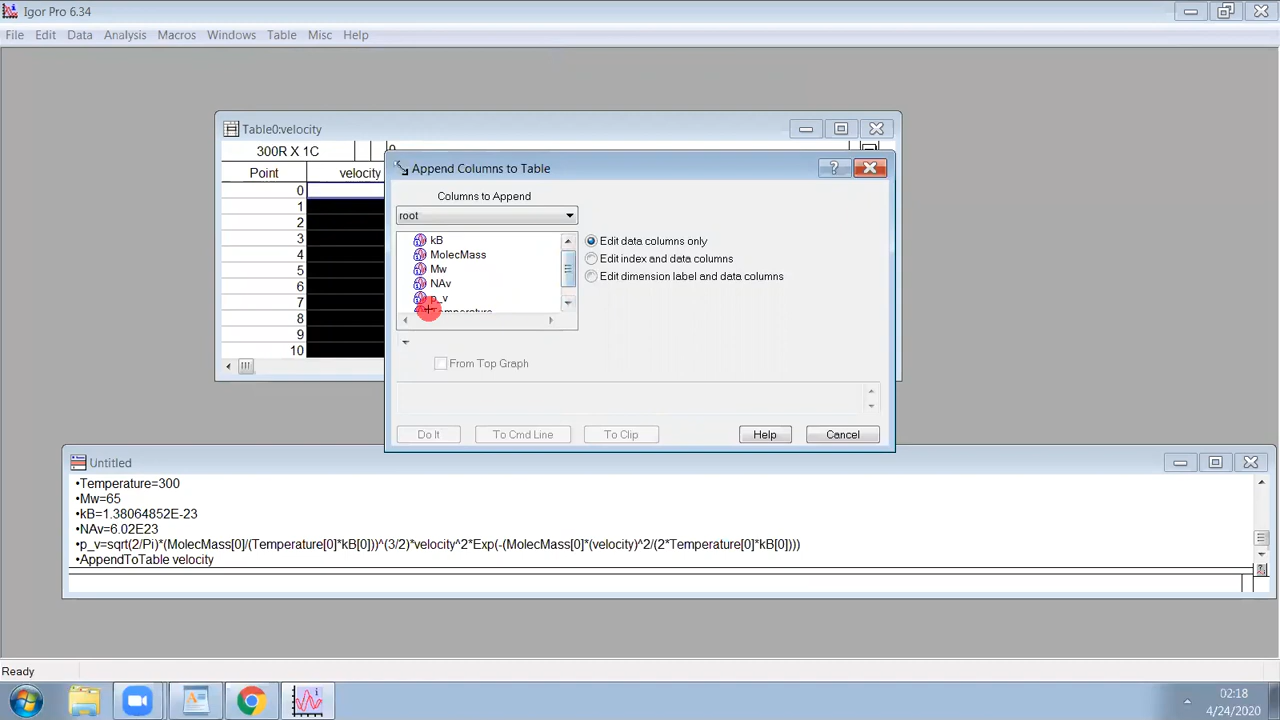 Igor Pro 6.34
File Edit Data Analysis Macros Windows Table Misc Help
Table0:velocity
300R X 1C
0
Point velocity
0
1
2
3
4
5
6
7
8
9
10
Append Columns to Table
?
Columns to Append
root
kB
MolecMass
Mw
NAv
p_v
Temperature
Edit data columns only
Edit index and data columns
Edit dimension label and data columns
From Top Graph
Do It To Cmd Line To Clip Help Cancel
Untitled
•Temperature=300
•Mw=65
•kB=1.38064852E-23
•NAv=6.02E23
•p_v=sqrt(2/Pi)*(MolecMass[0]/(Temperature[0]*kB[0]))^(3/2)*velocity^2*Exp(-(MolecMass[0]*(velocity)^2/(2*Temperature[0]*kB[0])))
•AppendToTable velocity
Ready
02:18
4/24/2020